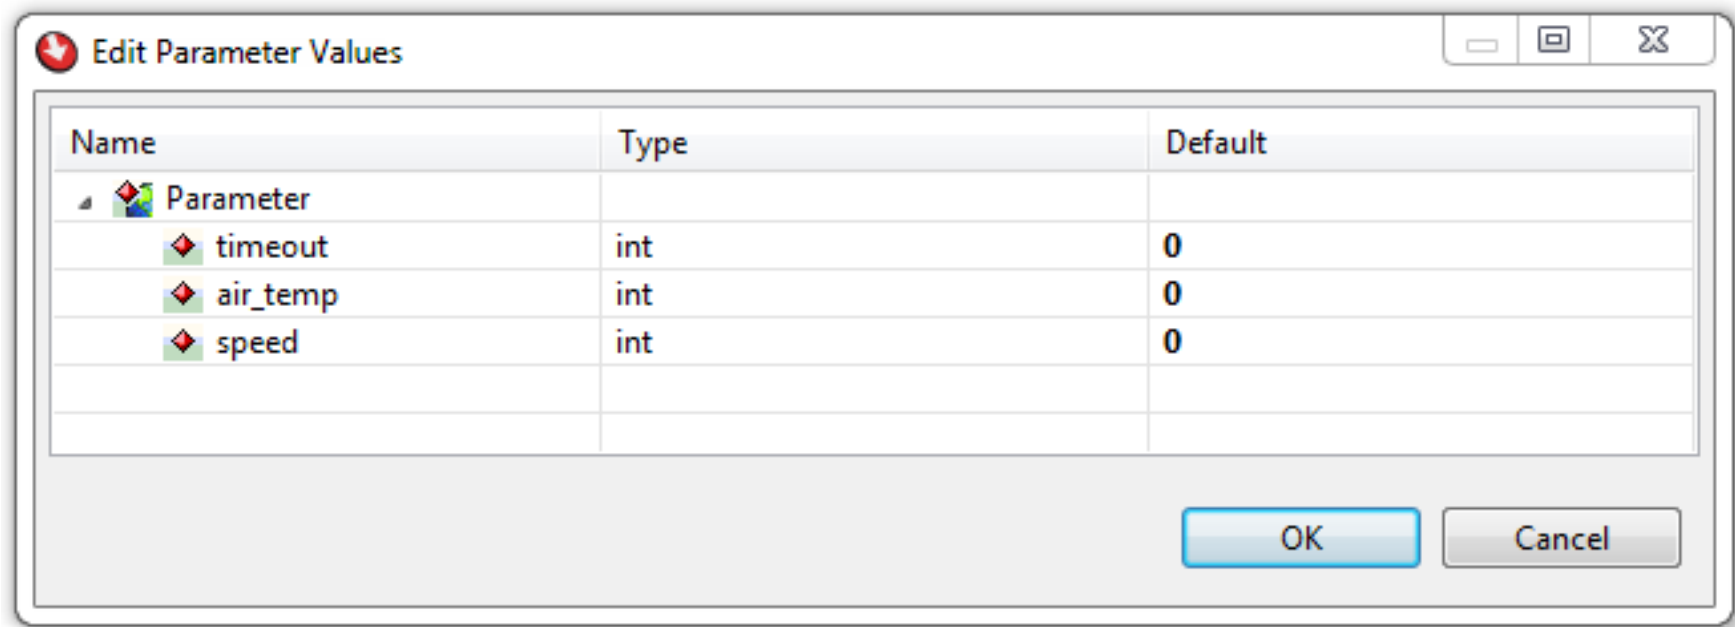 Edit Parameter Values
Name Type Default
Parameter
timeout int 0
air_temp int 0
speed int 0
OK Cancel